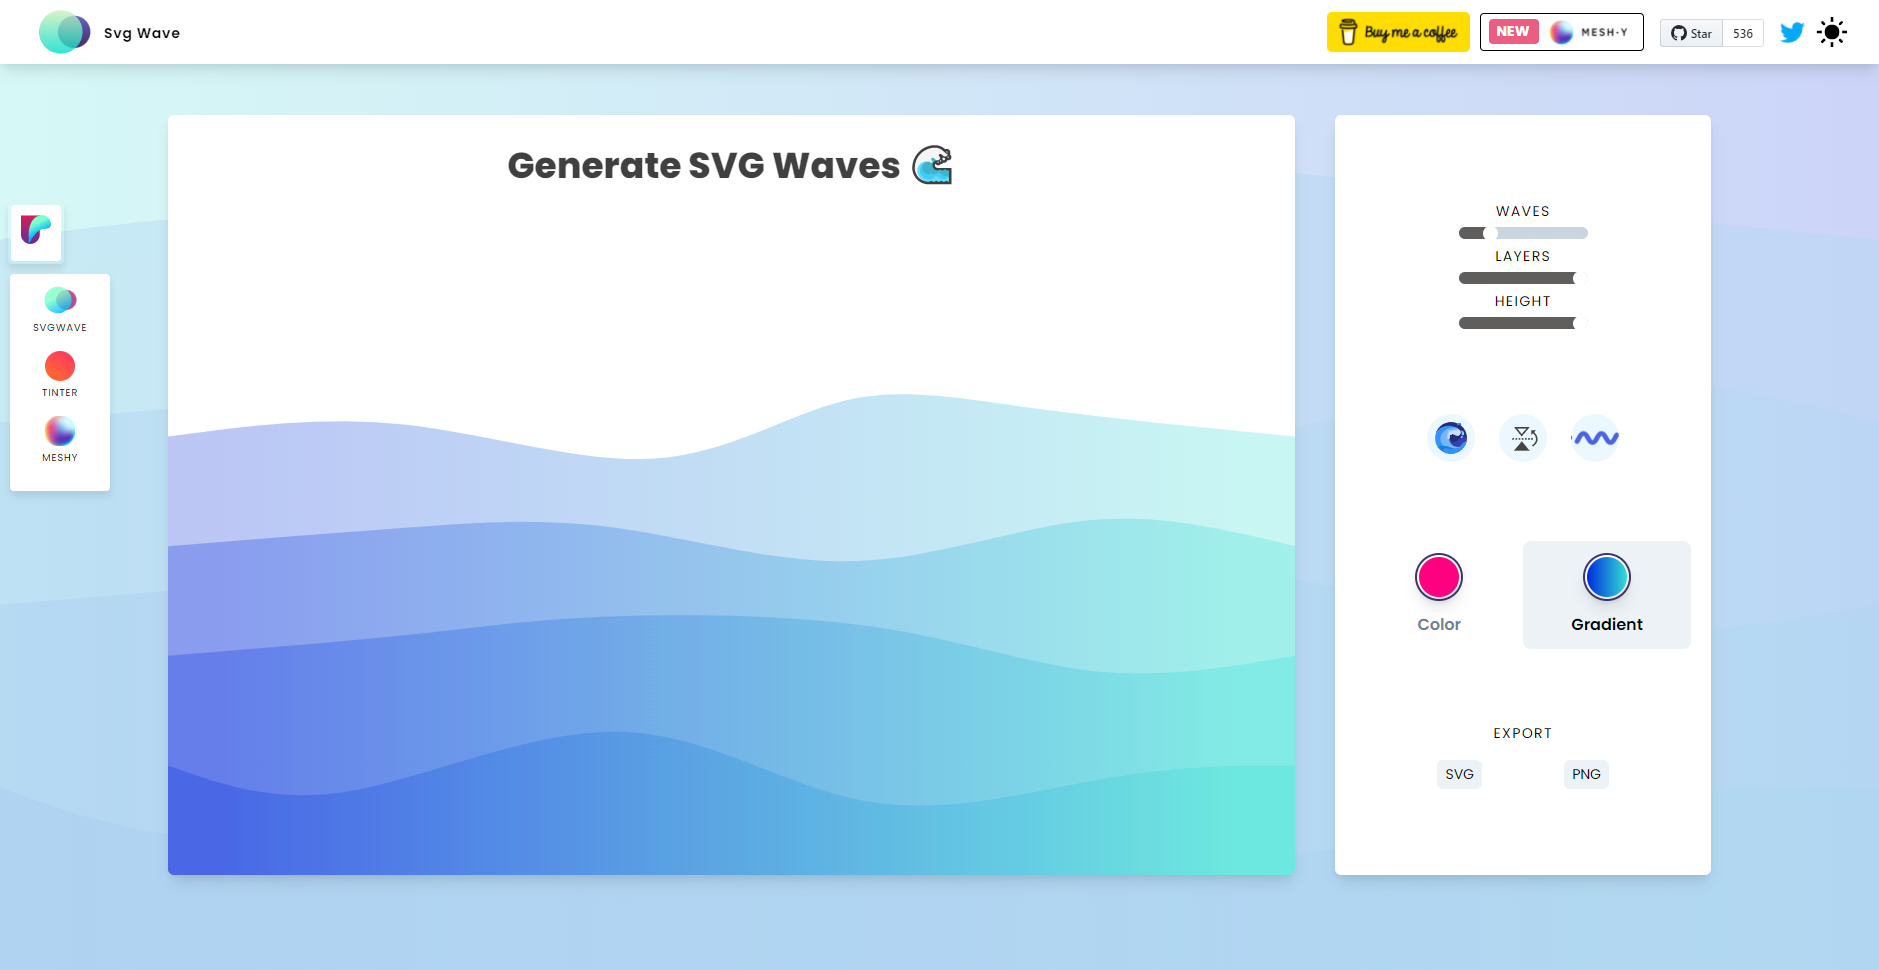 Svg Wave
Buy me a coffee
NEW MESH·Y
Star 536
Generate SVG Waves
SVGWAVE
TINTER
MESHY
WAVES
LAYERS
HEIGHT
Color
Gradient
EXPORT
SVG
PNG